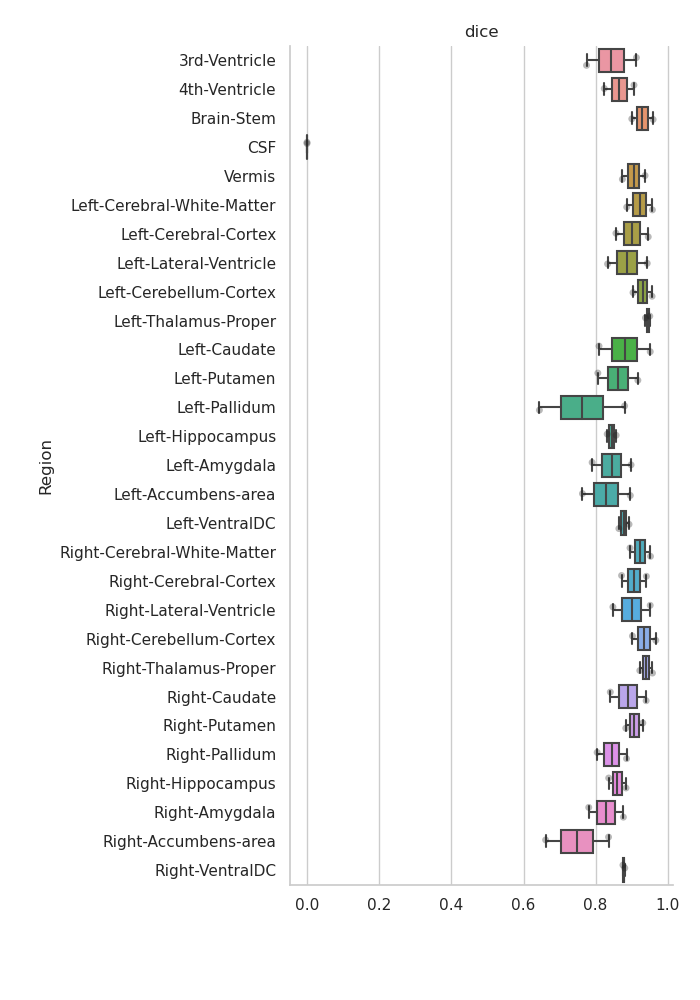 dice
3rd-Ventricle
4th-Ventricle
Brain-Stem
CSF
Vermis
Left-Cerebral-White-Matter
Left-Cerebral-Cortex
Left-Lateral-Ventricle
Left-Cerebellum-Cortex
Left-Thalamus-Proper
Left-Caudate
Left-Putamen
Left-Pallidum
Left-Hippocampus
Left-Amygdala
Left-Accumbens-area
Left-VentralDC
Right-Cerebral-White-Matter
Right-Cerebral-Cortex
Right-Lateral-Ventricle
Right-Cerebellum-Cortex
Right-Thalamus-Proper
Right-Caudate
Right-Putamen
Right-Pallidum
Right-Hippocampus
Right-Amygdala
Right-Accumbens-area
Right-VentralDC
Region
0.0 0.2 0.4 0.6 0.8 1.0